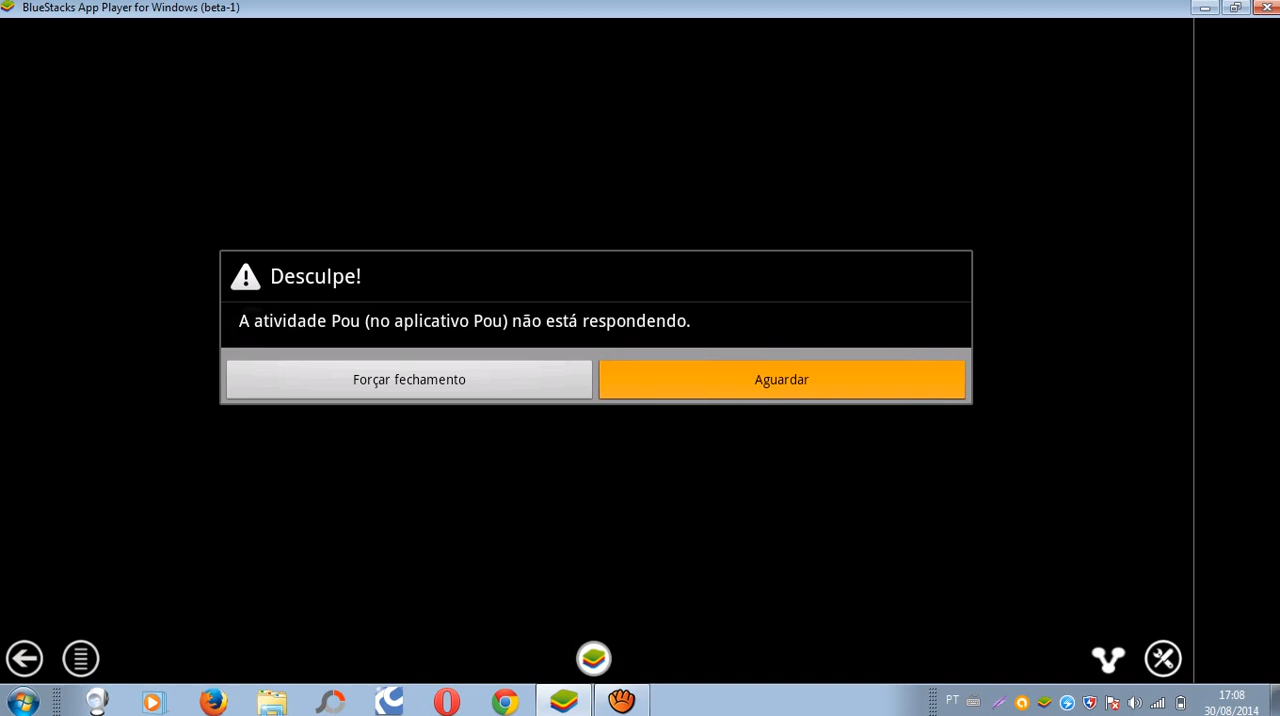 BlueStacks App Player for Windows (beta-1)
Desculpe!
A atividade Pou (no aplicativo Pou) não está respondendo.
Forçar fechamento
Aguardar
PT
17:08
30/08/2014